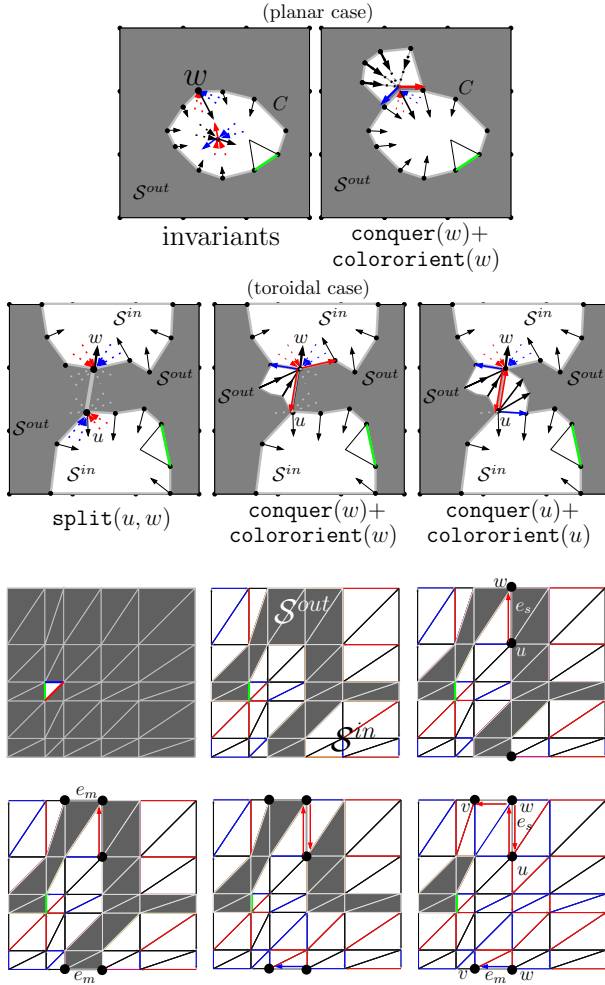 (planar case)
w
C
C
𝒮^out
𝒮^out
invariants
conquer(w)+
colororient(w)
(toroidal case)
𝒮^in
𝒮^in
𝒮^in
w
w
w
𝒮^out
𝒮^out
𝒮^out
𝒮^out
𝒮^out
𝒮^out
u
u
u
𝒮^in
𝒮^in
𝒮^in
split(u, w)
conquer(w)+
colororient(w)
conquer(u)+
colororient(u)
𝒮^out
w
e_s
u
𝒮^in
e_m
v
w
e_s
u
e_m
v
e_m
w